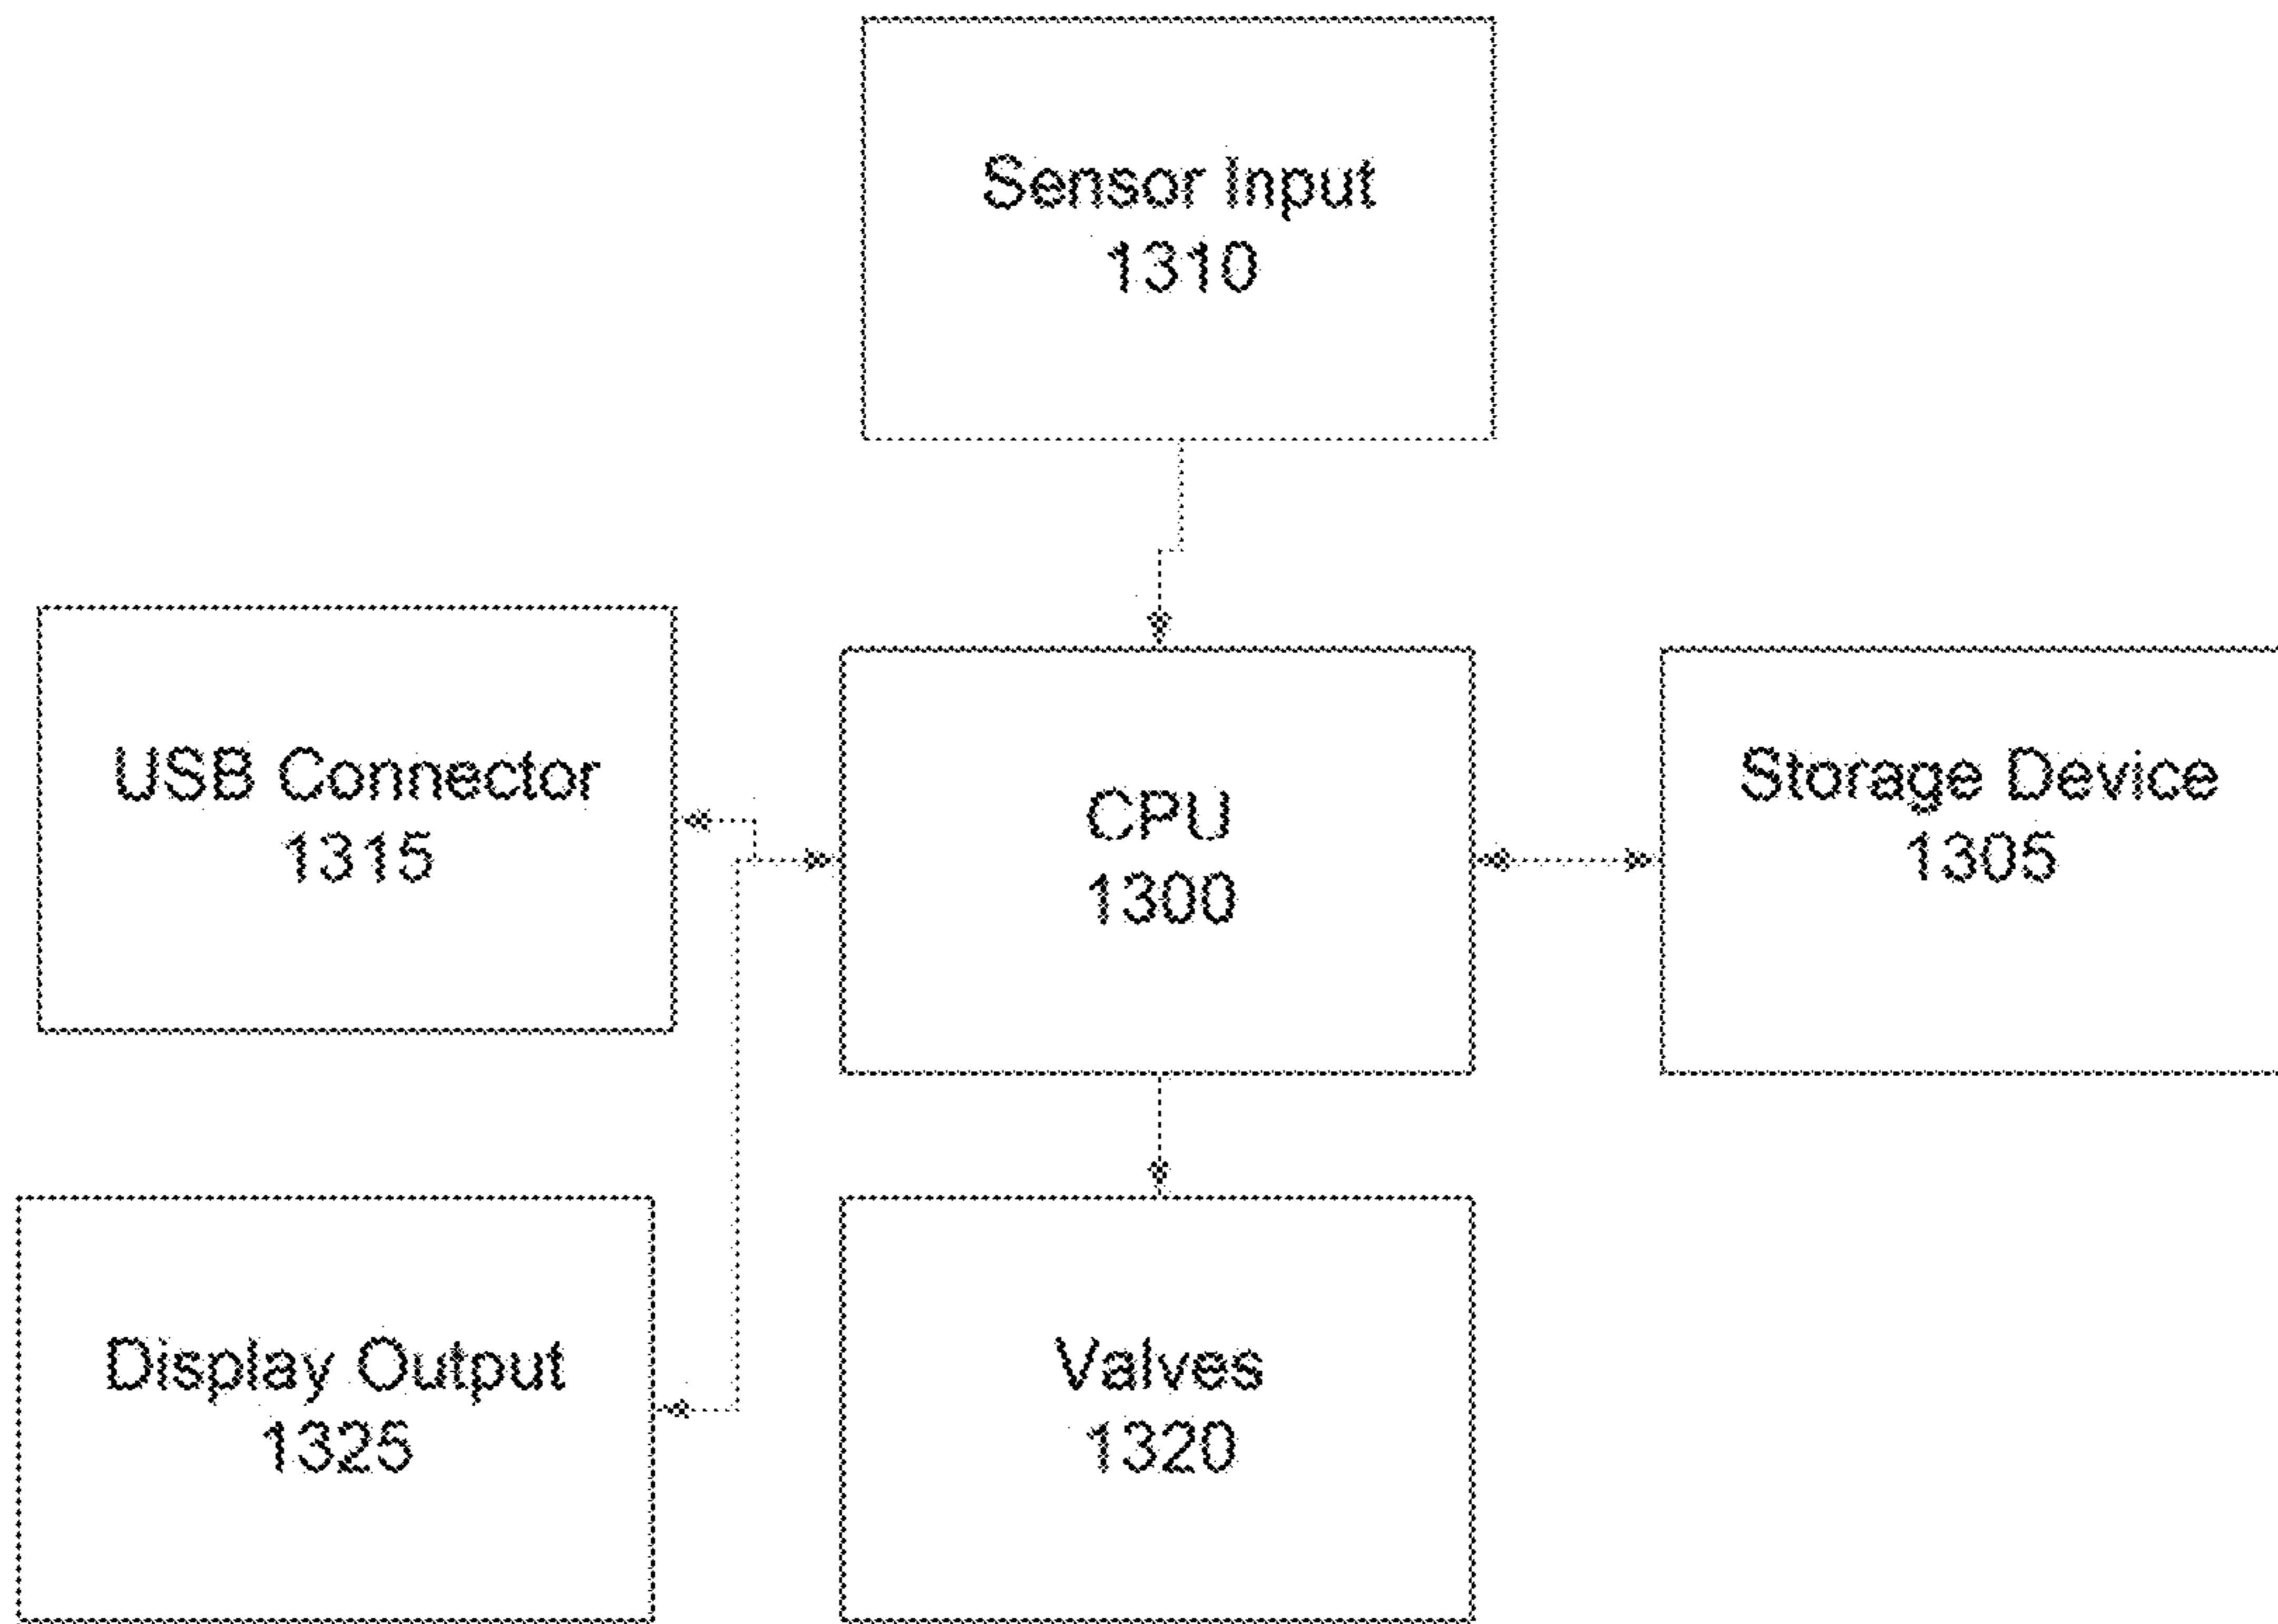 Sensor Input
1310
USB Connector
1315
CPU
1300
Storage Device
1305
Display Output
1325
Valves
1320